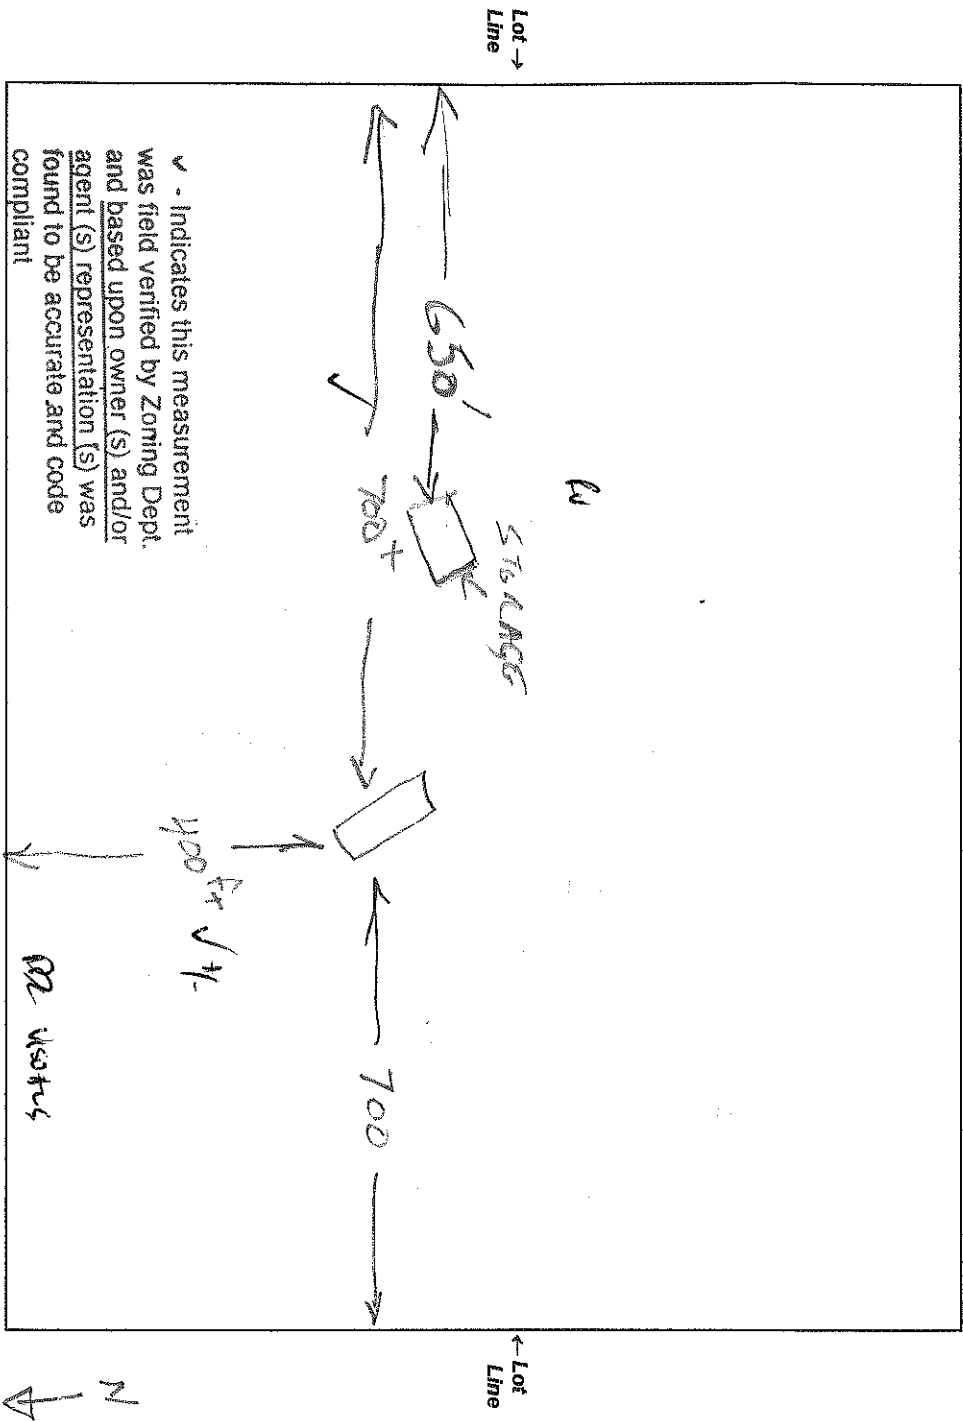 Lot →
Line
650'
STORAGE
700+
✓
✓ - Indicates this measurement
was field verified by Zoning Dept.
and based upon owner (s) and/or
agent (s) representation (s) was
found to be accurate and code
compliant
400'+ ✓ +/-
700
← Lot
Line
N